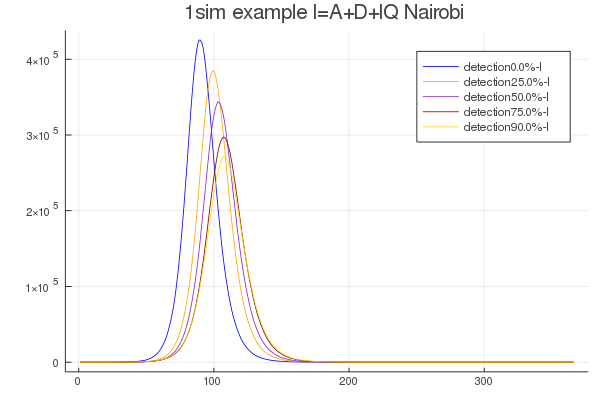 1sim example I=A+D+IQ Nairobi
4×10 5
3×10 5
2×10 5
1×10 5
0
0
100
200
300
detection0.0%-I
detection25.0%-I
detection50.0%-I
detection75.0%-I
detection90.0%-I